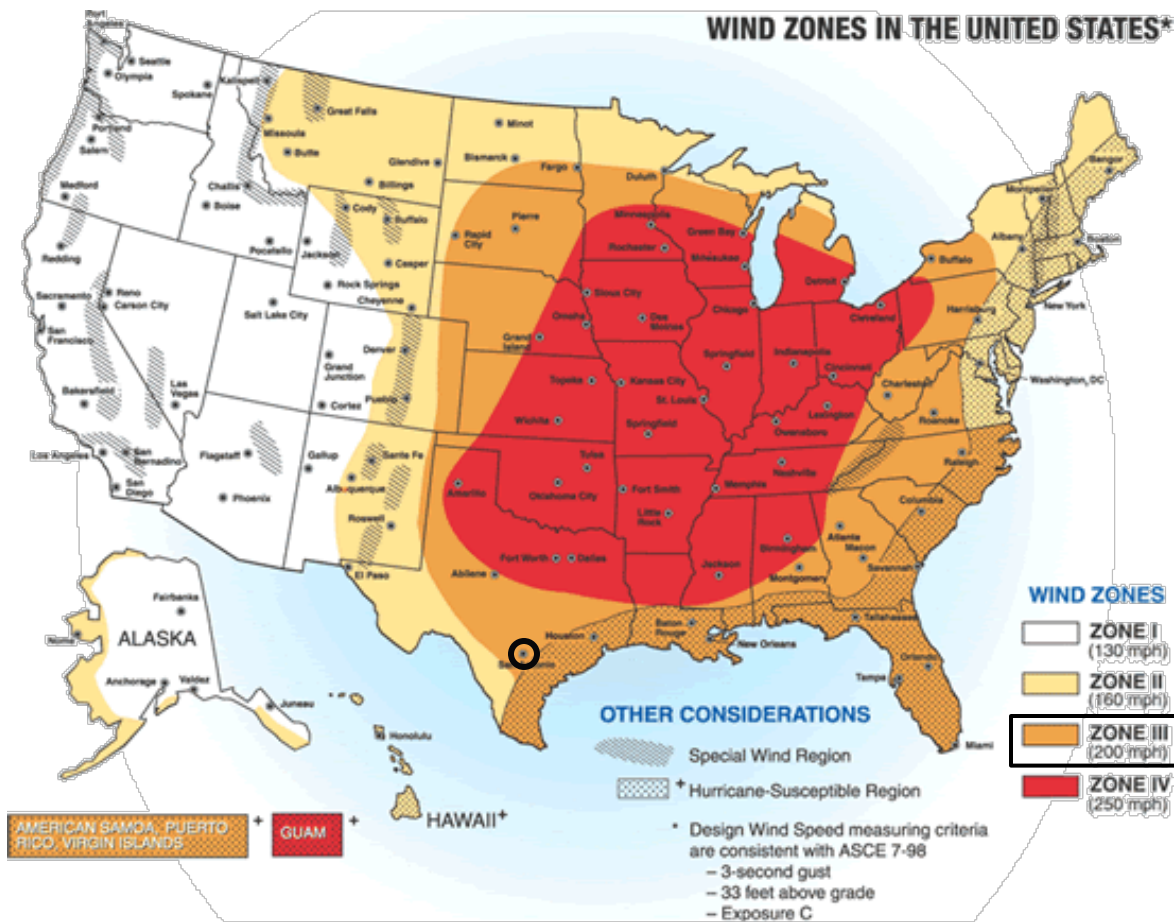 WIND ZONES IN THE UNITED STATES*
Port
Angeles
Seattle
Olympia
Spokane
Kalispell
Great Falls
Minot
Portland
Salem
Missoula
Butte
Glendive
Bismarck
Fargo
Duluth
Bangor
Montpelier
Medford
Challis
Boise
Billings
Cody
Buffalo
Pierre
Rapid
City
Minneapolis
Green Bay
Albany
Boston
Redding
Pocatello
Jackson
Casper
Rochester
Milwaukee
Buffalo
Sacramento
Reno
Carson City
Rock Springs
Cheyenne
Sioux City
Detroit
San
Francisco
Salt Lake City
Omaha
Des
Moines
Chicago
Cleveland
Harrisburg
New York
Grand
Island
Denver
Grand
Junction
Springfield
Indianapolis
Cincinnati
Washington, DC
Bakersfield
Las
Vegas
Cortez
Pueblo
Topeka
Kansas City
St. Louis
Charleston
Lexington
Roanoke
Wichita
Springfield
Owensboro
Los Angeles
San
Bernadino
Flagstaff
Gallup
Santa Fe
Tulsa
Nashville
Raleigh
San
Diego
Phoenix
Albuquerque
Amarillo
Oklahoma City
Fort Smith
Memphis
Columbia
Roswell
Little
Rock
Atlanta
Macon
El Paso
Fort Worth
Dallas
Birmingham
Savannah
Abilene
Jackson
Montgomery
Fairbanks
Nome
ALASKA
Houston
Baton
Rouge
New Orleans
Tallahassee
San Antonio
Orlando
Tampa
Anchorage
Valdez
Juneau
Miami
Honolulu
HAWAII+
WIND ZONES
ZONE I
(130 mph)
ZONE II
(160 mph)
ZONE III
(200 mph)
ZONE IV
(250 mph)
OTHER CONSIDERATIONS
Special Wind Region
+ Hurricane-Susceptible Region
* Design Wind Speed measuring criteria
are consistent with ASCE 7-98
– 3-second gust
– 33 feet above grade
– Exposure C
AMERICAN SAMOA, PUERTO
RICO, VIRGIN ISLANDS
+
GUAM
+